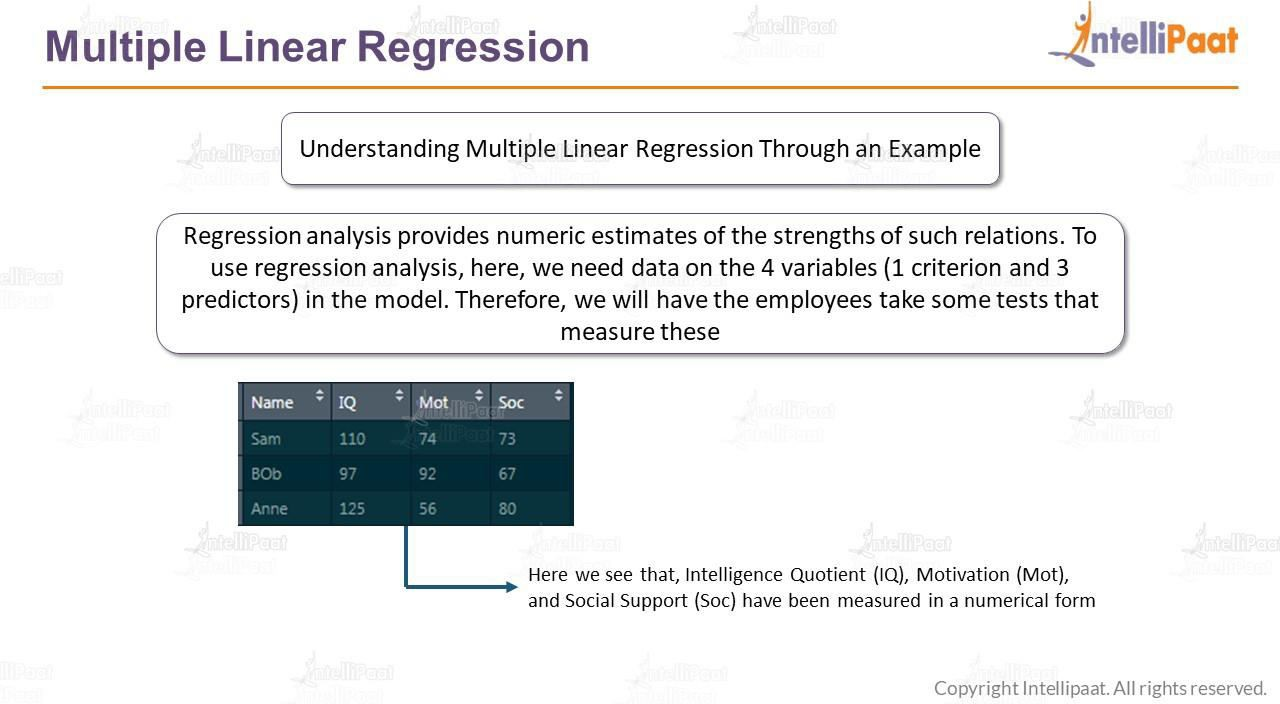 Multiple Linear Regression
IntelliPaat
Understanding Multiple Linear Regression Through an Example
Regression analysis provides numeric estimates of the strengths of such relations. To
use regression analysis, here, we need data on the 4 variables (1 criterion and 3
predictors) in the model. Therefore, we will have the employees take some tests that
measure these
Name IQ Mot Soc
Sam 110 74 73
BOb 97 92 67
Anne 125 56 80
Here we see that, Intelligence Quotient (IQ), Motivation (Mot),
and Social Support (Soc) have been measured in a numerical form
Copyright Intellipaat. All rights reserved.